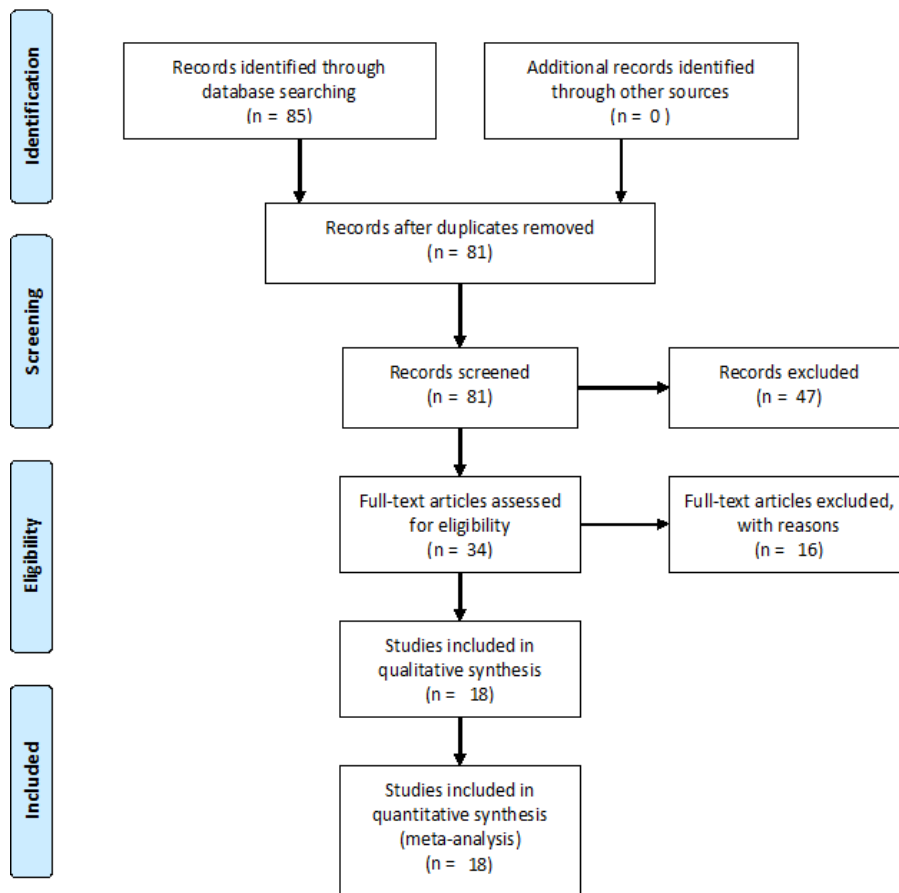 Identification
Records identified through
database searching
(n = 85)
Additional records identified
through other sources
(n = 0 )
Records after duplicates removed
(n = 81)
Screening
Records screened
(n = 81)
Records excluded
(n = 47)
Eligibility
Full-text articles assessed
for eligibility
(n = 34)
Full-text articles excluded,
with reasons
(n = 16)
Studies included in
qualitative synthesis
(n = 18)
Included
Studies included in
quantitative synthesis
(meta-analysis)
(n = 18)